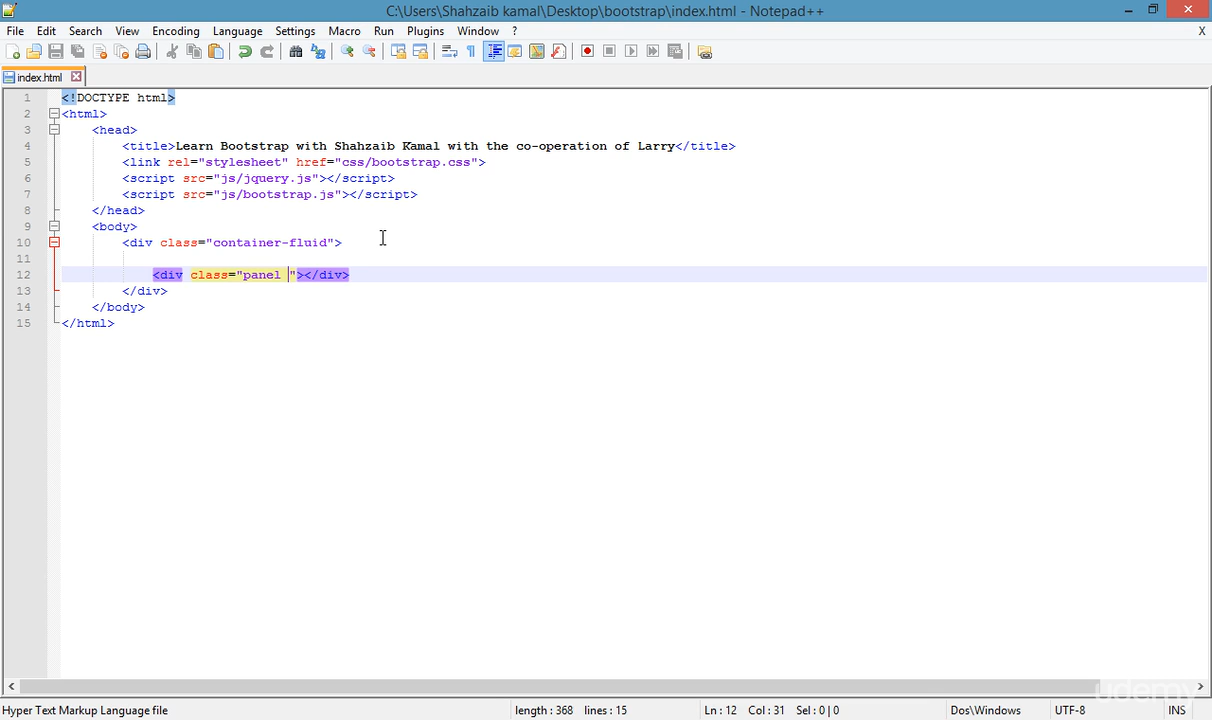 C:\Users\Shahzaib kamal\Desktop\bootstrap\index.html - Notepad++
File Edit Search View Encoding Language Settings Macro Run Plugins Window ? X
index.html
1 <!DOCTYPE html>
2 <html>
3 <head>
4 <title>Learn Bootstrap with Shahzaib Kamal with the co-operation of Larry</title>
5 <link rel="stylesheet" href="css/bootstrap.css">
6 <script src="js/jquery.js"></script>
7 <script src="js/bootstrap.js"></script>
8 </head>
9 <body>
10 <div class="container-fluid">
11
12 <div class="panel "></div>
13 </div>
14 </body>
15 </html>
udemy
Hyper Text Markup Language file length : 368 lines : 15 Ln : 12 Col : 31 Sel : 0 | 0 Dos\Windows UTF-8 INS